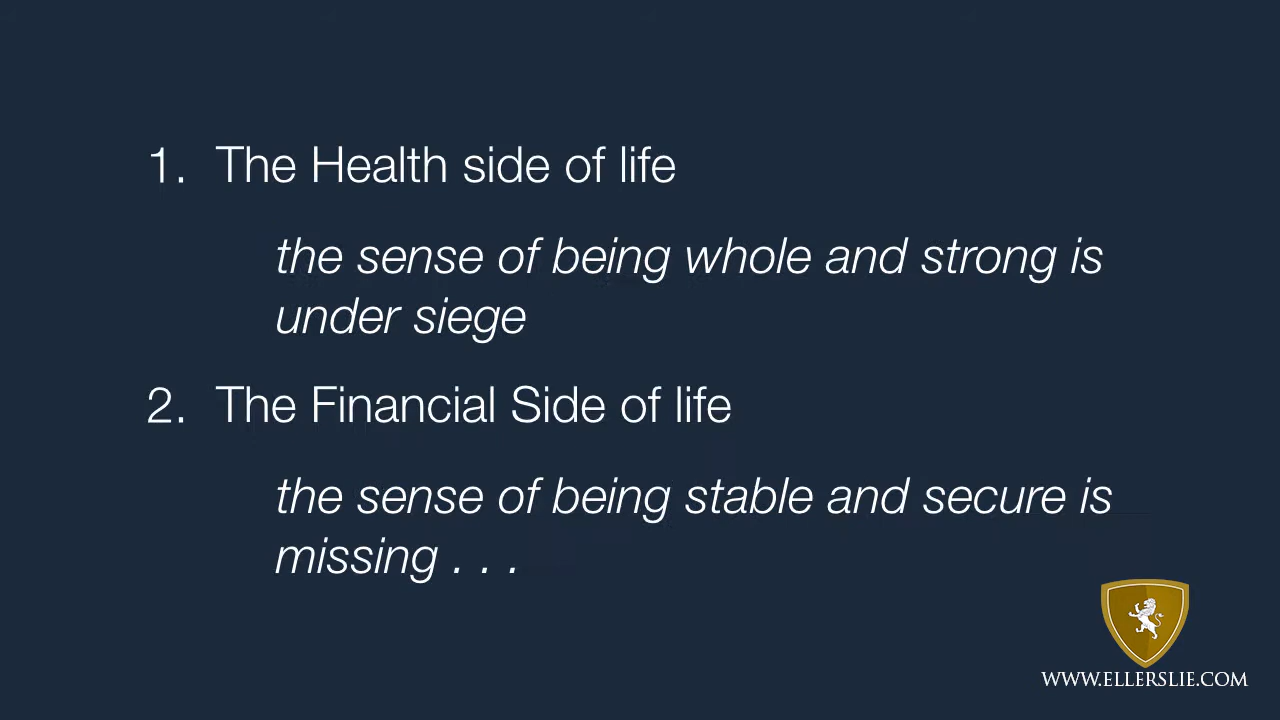 1. The Health side of life
the sense of being whole and strong is
under siege
2. The Financial Side of life
the sense of being stable and secure is
missing . . .
WWW.ELLERSLIE.COM